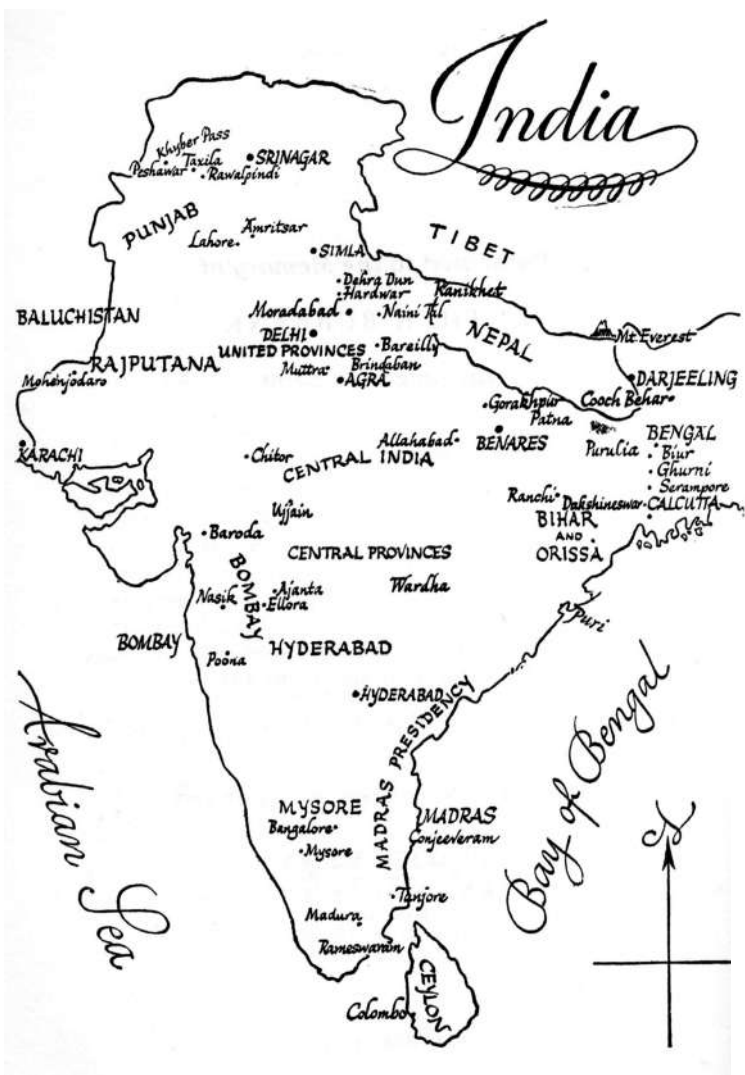 India
Khyber Pass
Peshawar Taxila
Rawalpindi
SRINAGAR
PUNJAB
Lahore
Amritsar
SIMLA
TIBET
Dehra Dun
Hardwar
Ranikhet
Moradabad
Naini Tal
BALUCHISTAN
DELHI
UNITED PROVINCES
Bareilly
NEPAL
Mt. Everest
RAJPUTANA
Muttra
Brindaban
AGRA
Mohenjodaro
DARJEELING
Cooch Behar
Gorakhpur
Patna
KARACHI
Chitor
CENTRAL INDIA
Allahabad
BENARES
Purulia
BENGAL
Biur
Ghurni
Serampore
Ranchi
Dakshineswar
CALCUTTA
Ujjain
BIHAR
AND
ORISSA
Baroda
BOMBAY
CENTRAL PROVINCES
Nasik
Ajanta
Ellora
Wardha
Puri
BOMBAY
Poona
HYDERABAD
HYDERABAD
MADRAS PRESIDENCY
Arabian Sea
Bay of Bengal
MYSORE
Bangalore
Mysore
MADRAS
Conjeeveram
Tanjore
Madura
Rameswaram
CEYLON
Colombo